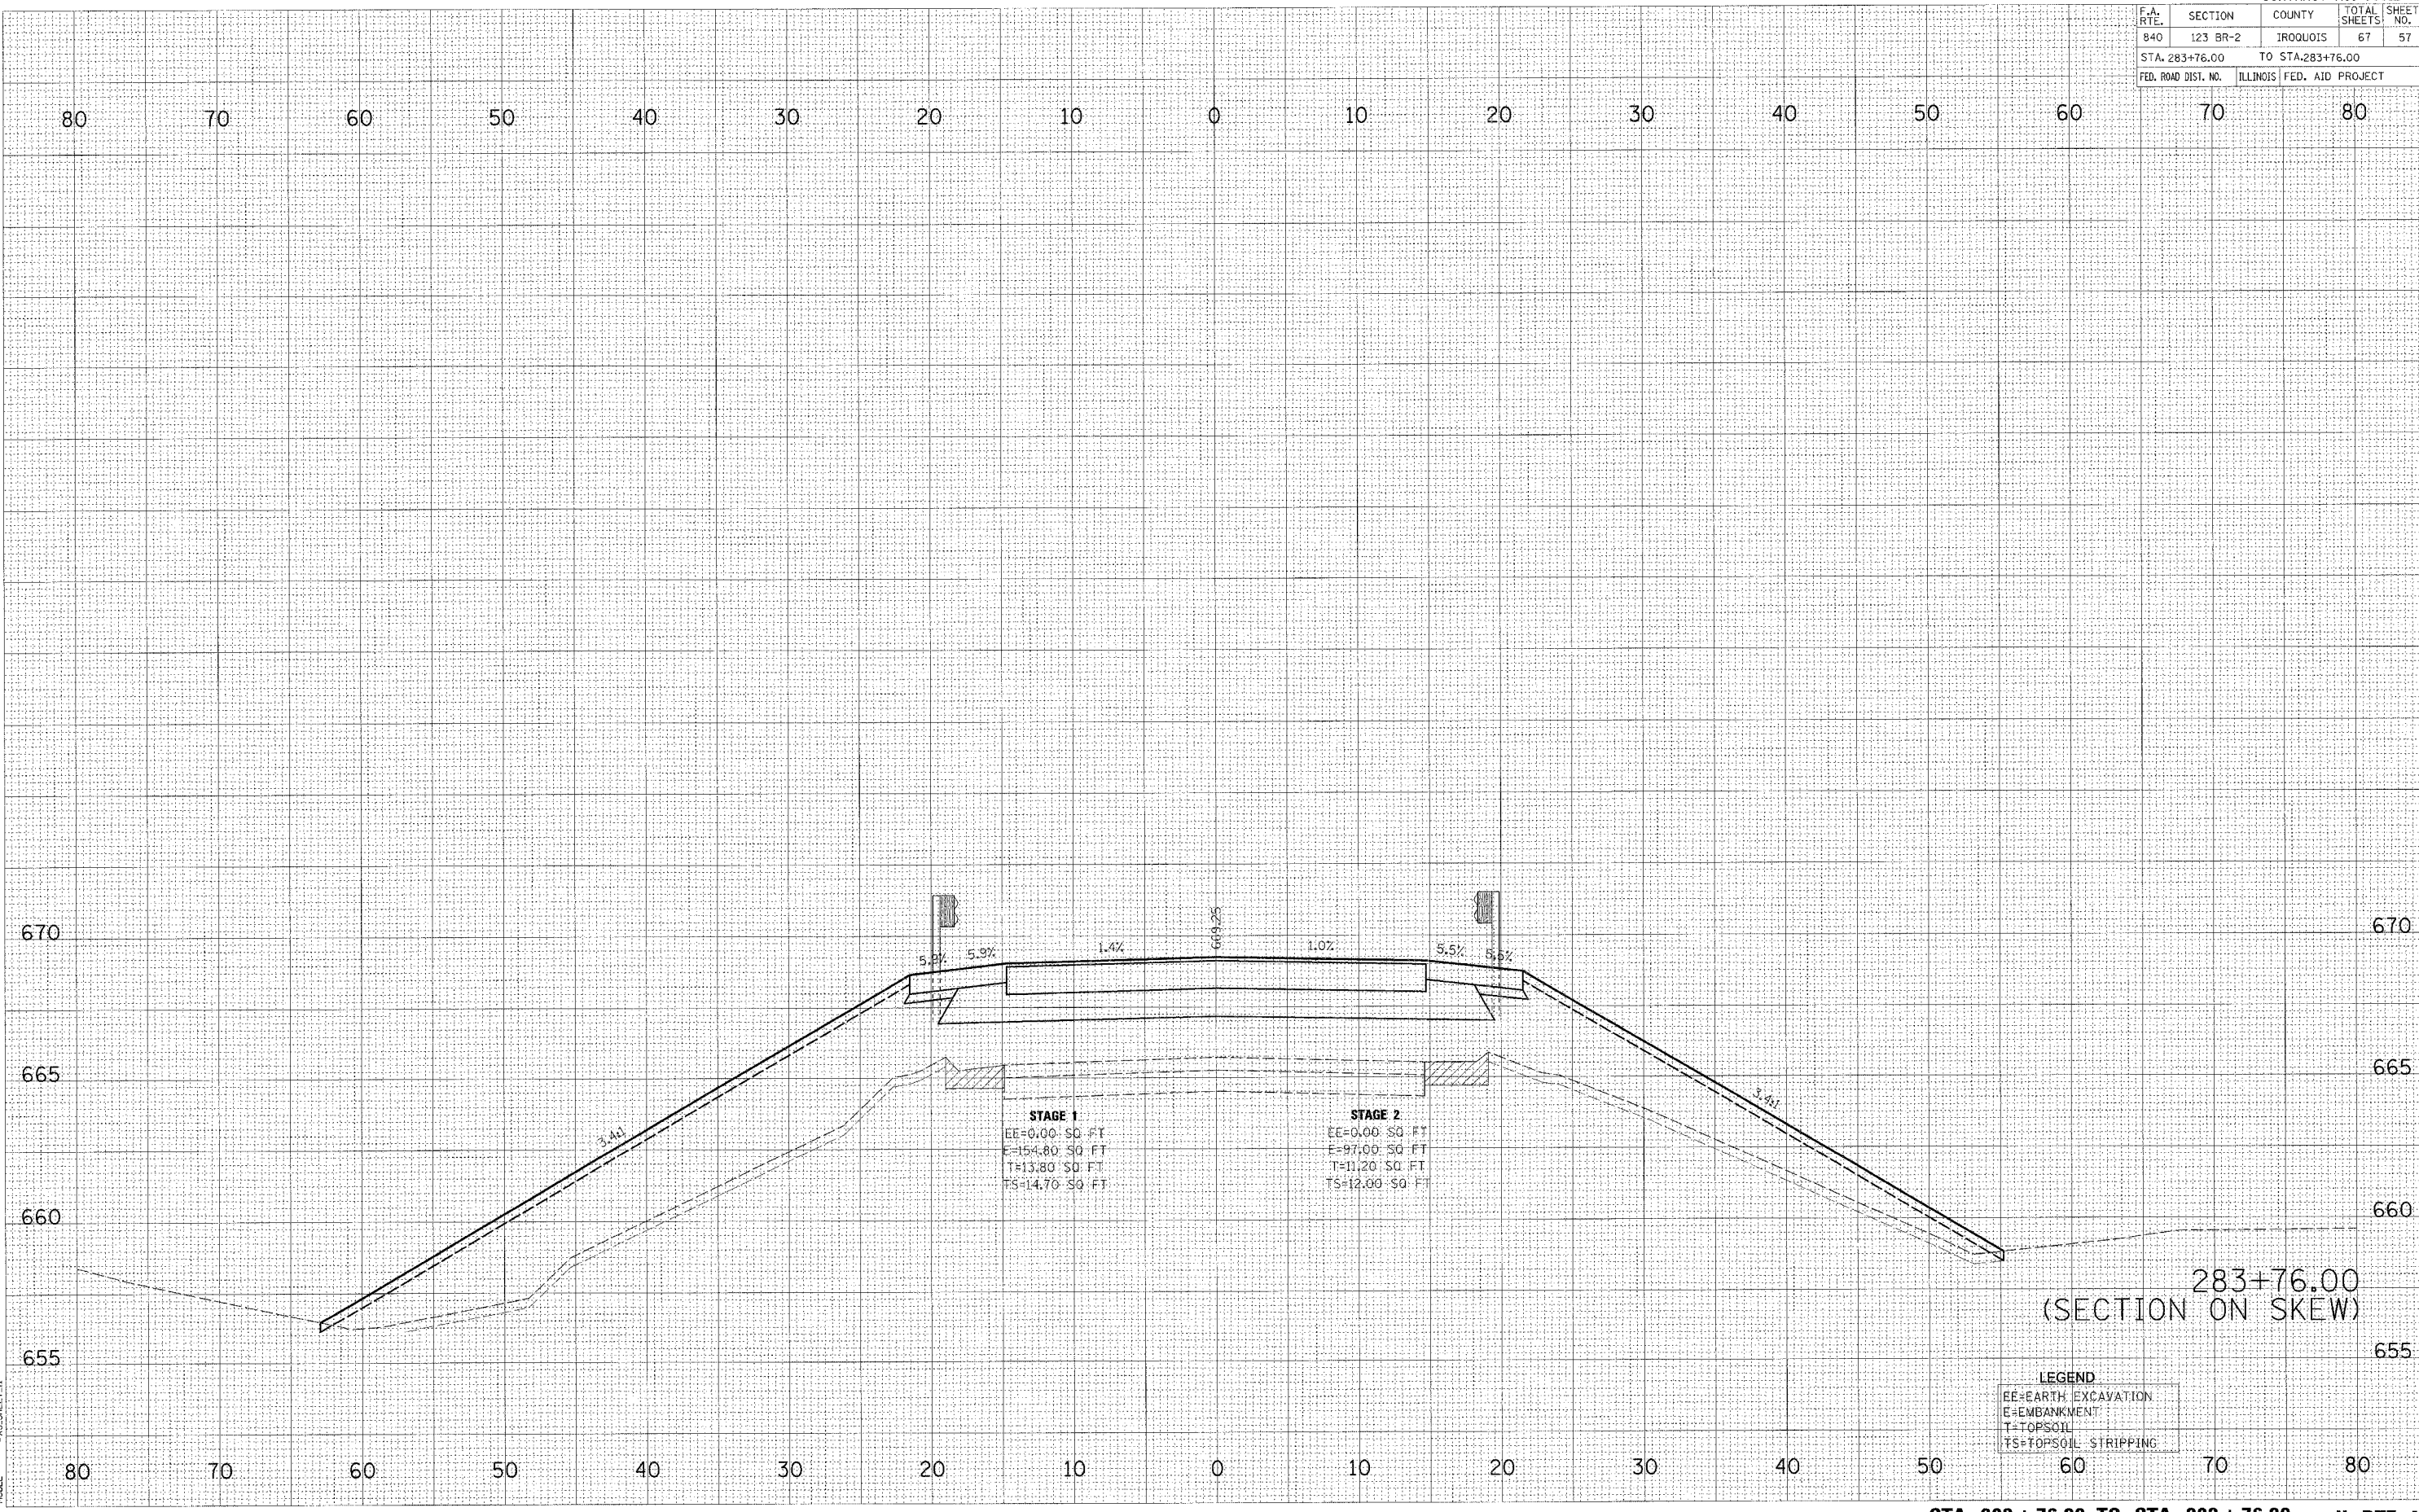 F.A. RTE. SECTION COUNTY TOTAL SHEETS SHEET NO.
840 123 BR-2 IROQUOIS 67 57
STA. 283+76.00 TO STA.283+76.00
FED. ROAD DIST. NO. ILLINOIS FED. AID PROJECT
80 70 60 50 40 30 20 10 0 10 20 30 40 50 60 70 80
669.25
670 670
5.9% 5.9% 1.4% 1.0% 5.5% 5.5%
665 665
3.4:1 3.4:1
STAGE 1
EE=0.00 SQ FT
E=154.80 SQ FT
T=13.80 SQ FT
TS=14.70 SQ FT
STAGE 2
EE=0.00 SQ FT
E=97.00 SQ FT
T=11.20 SQ FT
TS=12.00 SQ FT
660 660
283+76.00
(SECTION ON SKEW)
655 655
LEGEND
EE=EARTH EXCAVATION
E=EMBANKMENT
T=TOPSOIL
TS=TOPSOIL STRIPPING
80 70 60 50 40 30 20 10 0 10 20 30 40 50 60 70 80